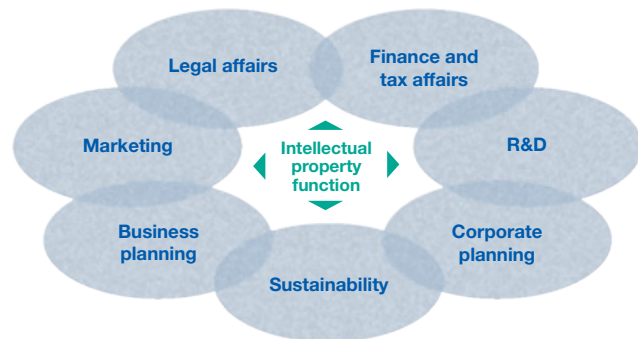 Legal affairs
Finance and
tax affairs
Marketing
Intellectual
property
function
R&D
Business
planning
Corporate
planning
Sustainability